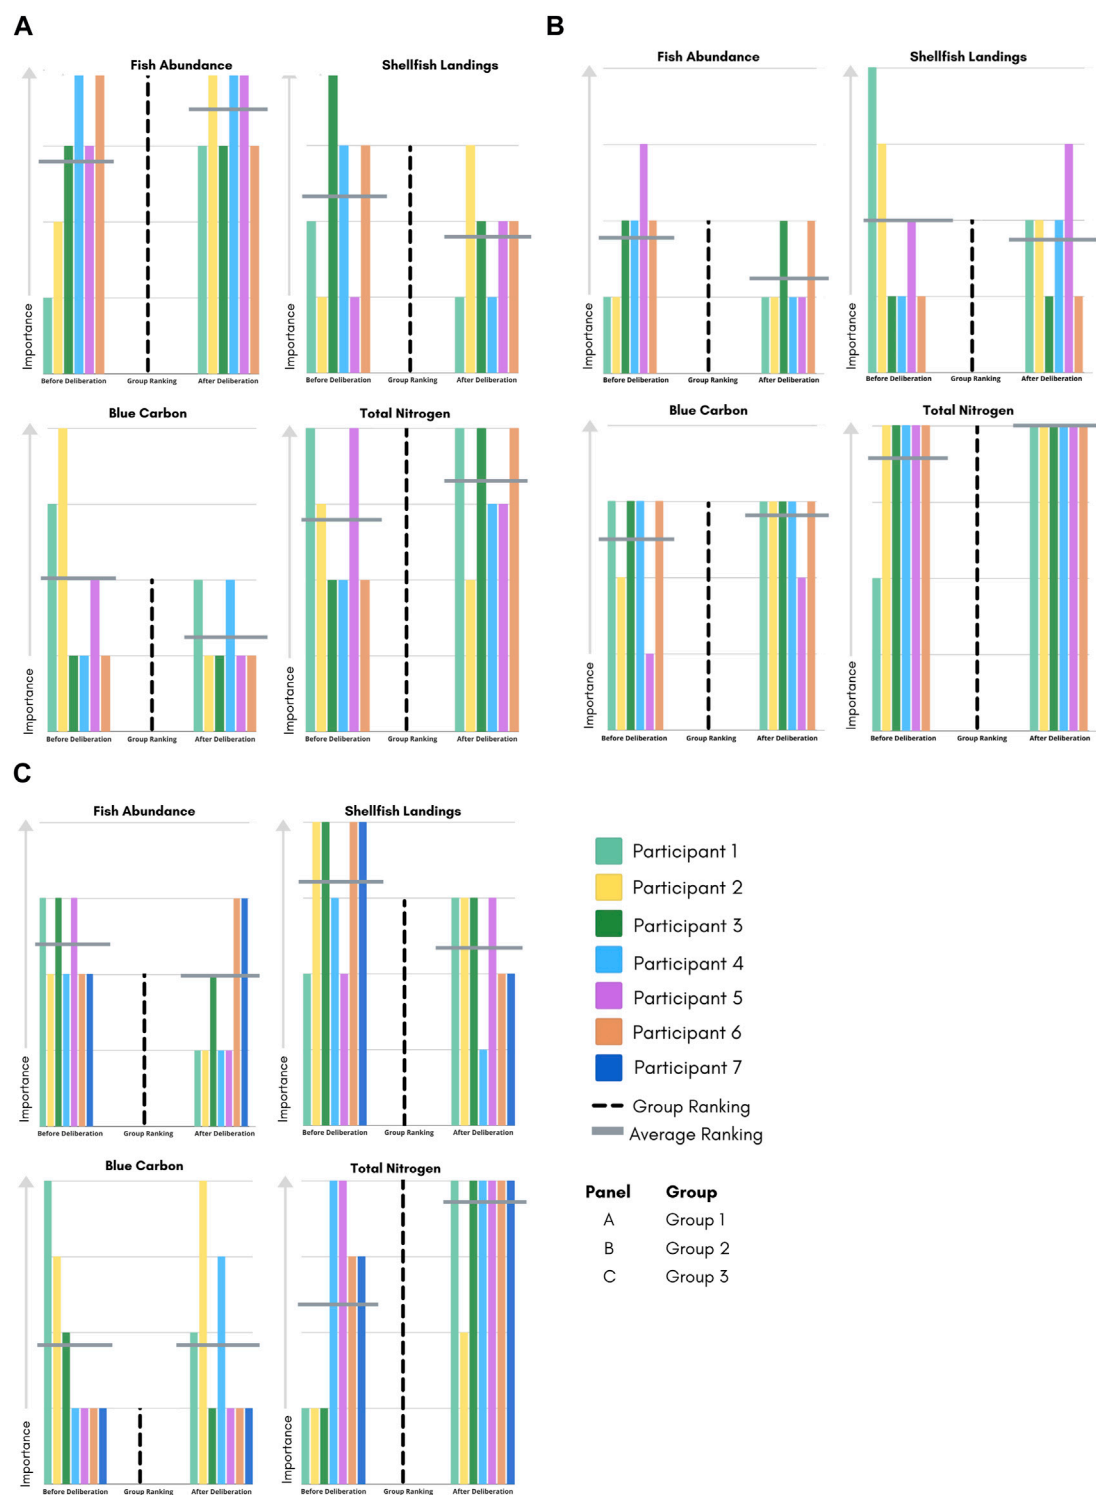 A
Fish Abundance
Shellfish Landings
Importance
Before Deliberation Group Ranking After Deliberation
Importance
Before Deliberation Group Ranking After Deliberation
Blue Carbon
Total Nitrogen
Importance
Before Deliberation Group Ranking After Deliberation
Importance
Before Deliberation Group Ranking After Deliberation
B
Fish Abundance
Shellfish Landings
Importance
Before Deliberation Group Ranking After Deliberation
Importance
Before Deliberation Group Ranking After Deliberation
Blue Carbon
Total Nitrogen
Importance
Before Deliberation Group Ranking After Deliberation
Importance
Before Deliberation Group Ranking After Deliberation
C
Fish Abundance
Shellfish Landings
Importance
Before Deliberation Group Ranking After Deliberation
Importance
Before Deliberation Group Ranking After Deliberation
Blue Carbon
Total Nitrogen
Importance
Before Deliberation Group Ranking After Deliberation
Importance
Before Deliberation Group Ranking After Deliberation
Participant 1
Participant 2
Participant 3
Participant 4
Participant 5
Participant 6
Participant 7
Group Ranking
Average Ranking
Panel Group
A Group 1
B Group 2
C Group 3